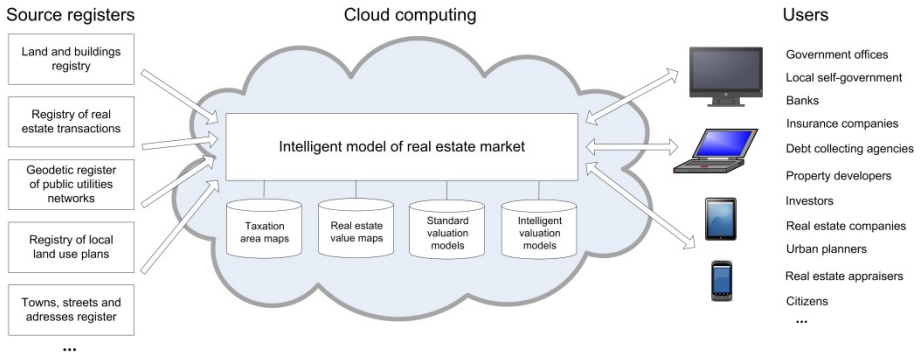 Source registers
Cloud computing
Users
Land and buildings
registry
Registry of real
estate transactions
Geodetic register
of public utilities
networks
Registry of local
land use plans
Towns, streets and
adresses register
...
Intelligent model of real estate market
Taxation
area maps
Real estate
value maps
Standard
valuation
models
Intelligent
valuation
models
Government offices
Local self-government
Banks
Insurance companies
Debt collecting agencies
Property developers
Investors
Real estate companies
Urban planners
Real estate appraisers
Citizens
...